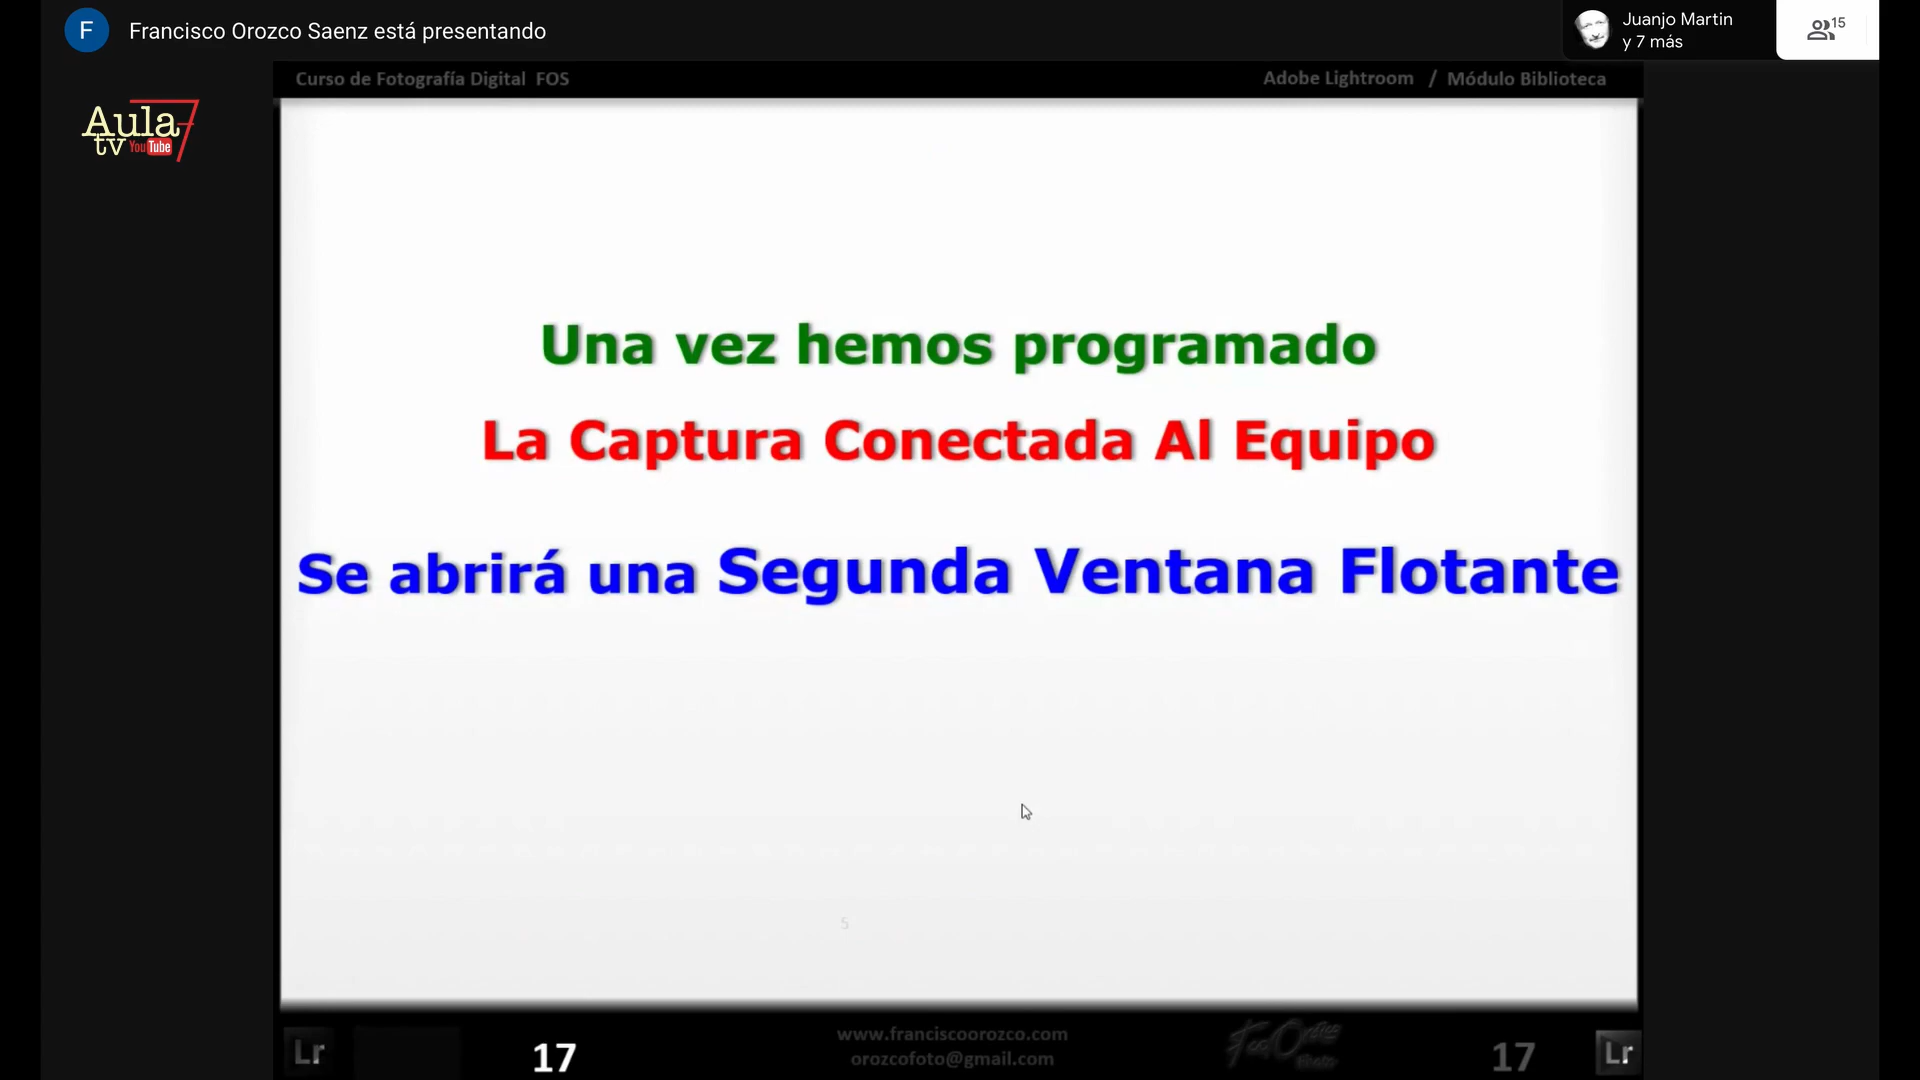 F Francisco Orozco Saenz está presentando
Juanjo Martin
y 7 más
15
Curso de Fotografía Digital FOS
Adobe Lightroom / Módulo Biblioteca
Aula 7
tv YouTube
Una vez hemos programado
La Captura Conectada Al Equipo
Se abrirá una Segunda Ventana Flotante
5
Lr
17
www.franciscoorozco.com
orozcofoto@gmail.com
17
Lr